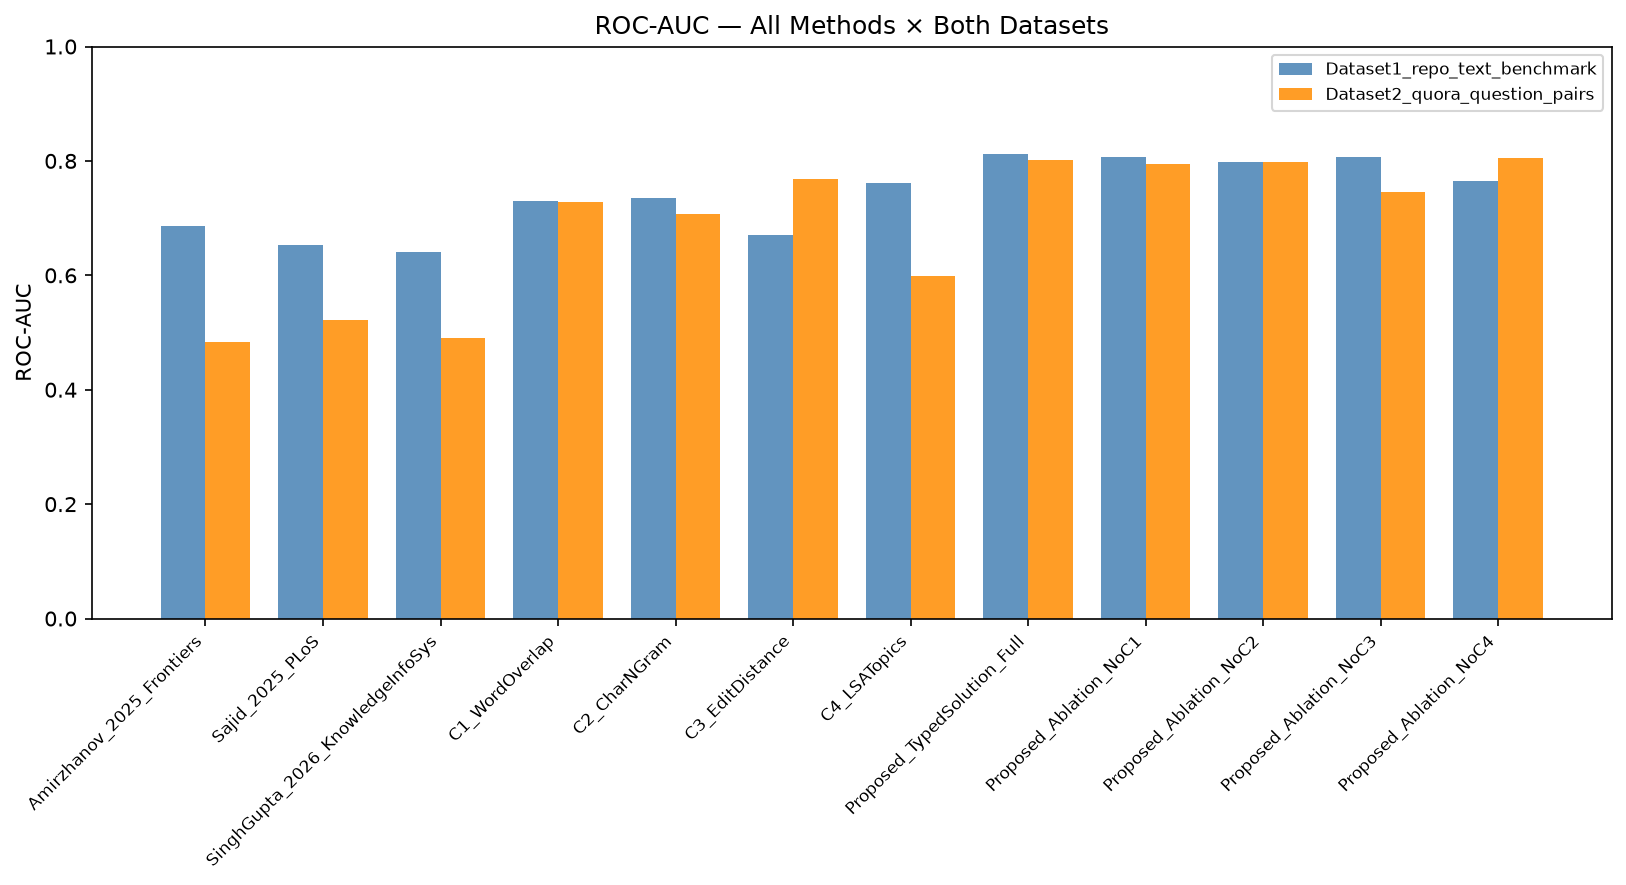 ROC-AUC — All Methods × Both Datasets
Dataset1_repo_text_benchmark
Dataset2_quora_question_pairs
ROC-AUC
1.0
0.8
0.6
0.4
0.2
0.0
Amirzhanov_2025_Frontiers
Sajid_2025_PLoS
SinghGupta_2026_KnowledgeInfoSys
C1_WordOverlap
C2_CharNGram
C3_EditDistance
C4_LSATopics
Proposed_TypedSolution_Full
Proposed_Ablation_NoC1
Proposed_Ablation_NoC2
Proposed_Ablation_NoC3
Proposed_Ablation_NoC4